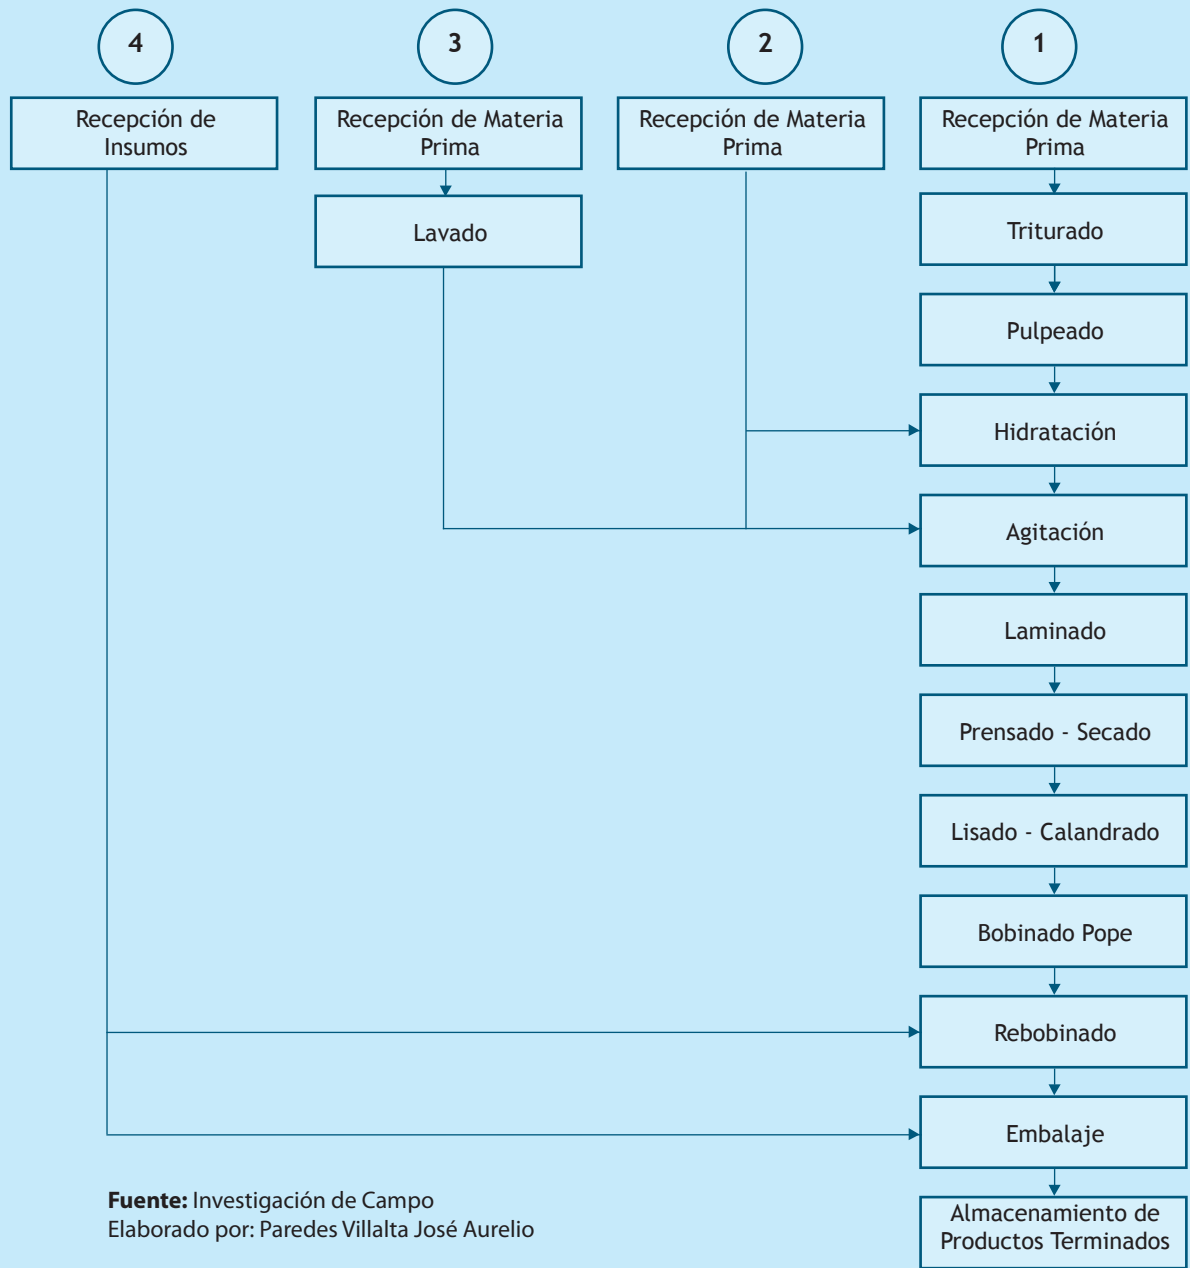 4
3
2
1
Recepción de
Insumos
Recepción de Materia
Prima
Recepción de Materia
Prima
Recepción de Materia
Prima
Lavado
Triturado
Pulpeado
Hidratación
Agitación
Laminado
Prensado - Secado
Lisado - Calandrado
Bobinado Pope
Rebobinado
Embalaje
Almacenamiento de
Productos Terminados
Fuente: Investigación de Campo
Elaborado por: Paredes Villalta José Aurelio